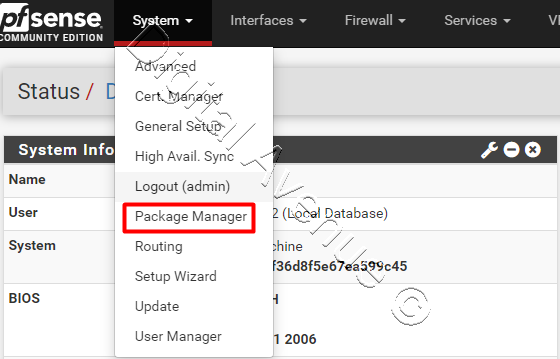 pfsense
COMMUNITY EDITION
System
Interfaces
Firewall
Services
Status /
Advanced
Cert. Manager
General Setup
High Avail. Sync
Logout (admin)
Package Manager
Routing
Setup Wizard
Update
User Manager
System Info
Name
User
2 (Local Database)
System
chine
f36d8f5e67ea599c45
BIOS
H
1 2006
Digital Avenue ©